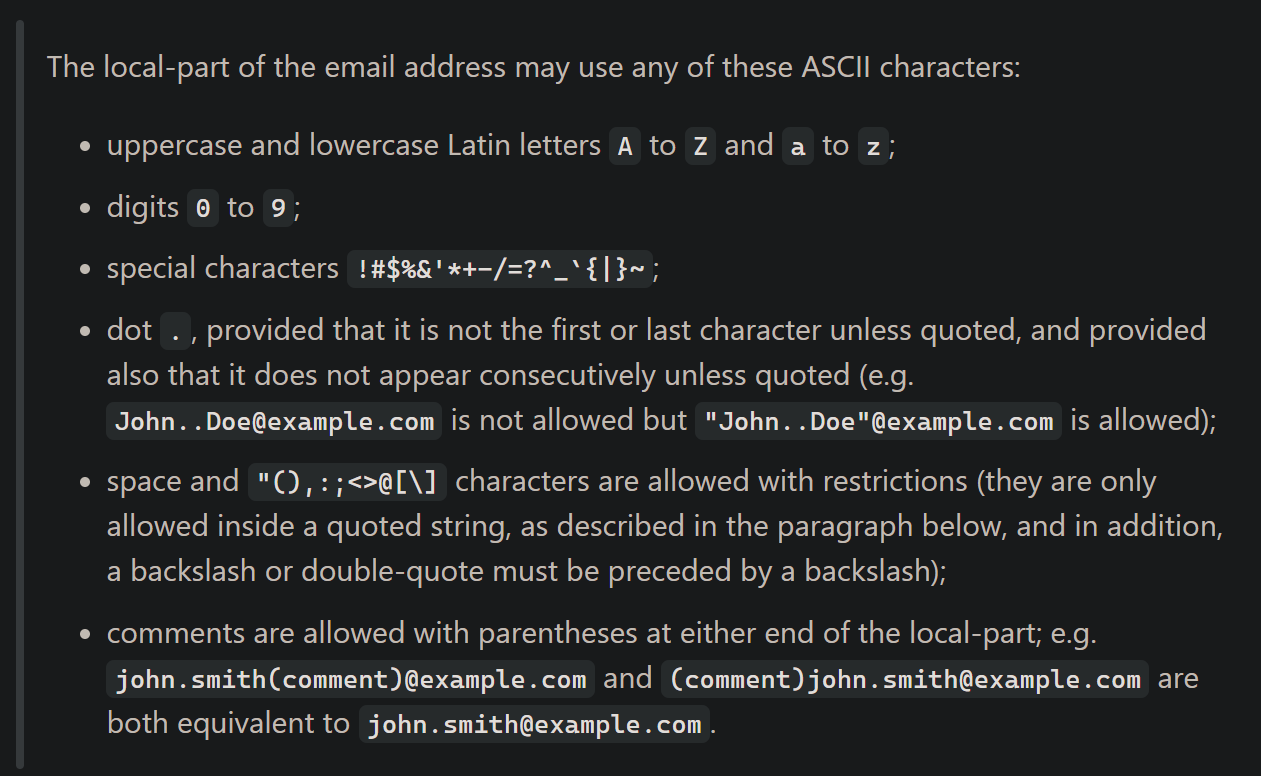 The local-part of the email address may use any of these ASCII characters:
• uppercase and lowercase Latin letters A to Z and a to z;
• digits 0 to 9;
• special characters !#$%&'*+-/=?^_`{|}~;
• dot ., provided that it is not the first or last character unless quoted, and provided
also that it does not appear consecutively unless quoted (e.g.
John..Doe@example.com is not allowed but "John..Doe"@example.com is allowed);
• space and "(),:;<>@[\] characters are allowed with restrictions (they are only
allowed inside a quoted string, as described in the paragraph below, and in addition,
a backslash or double-quote must be preceded by a backslash);
• comments are allowed with parentheses at either end of the local-part; e.g.
john.smith(comment)@example.com and (comment)john.smith@example.com are
both equivalent to john.smith@example.com.